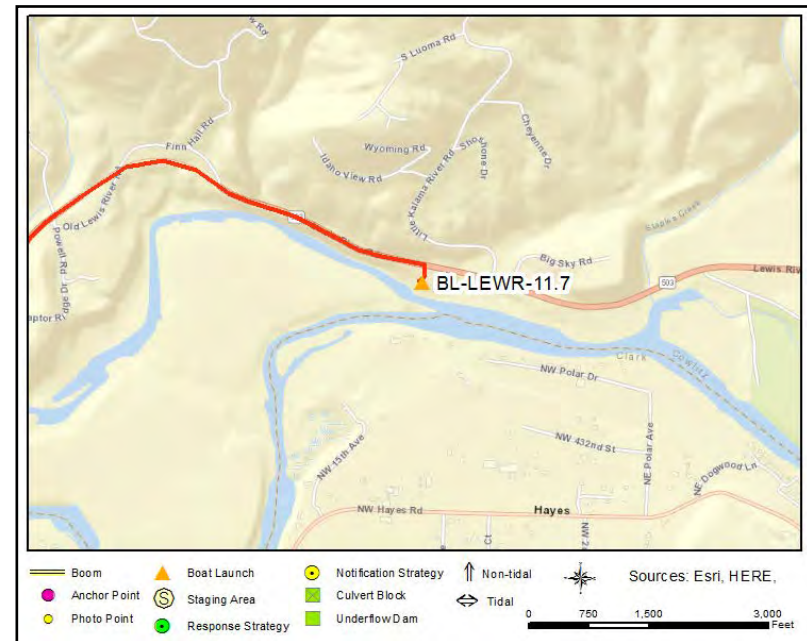 S Luoma Rd
Finn Hall Rd
Wyoming Rd
Cheyenne Dr
Idaho View Rd
Little Kalama River Rd
Old Lewis River Rd
Powell Rd
Big Sky Rd
Staples Creek
503
503
Lewis Riv
BL-LEWR-11.7
Clark
Cowlitz
NW Polar Dr
NW 15th Ave
NW 432nd St
NE Polar Ave
NE Dogwood Ln
NW Hayes Rd
Hayes
Boom
Boat Launch
Notification Strategy
Non-tidal
Sources: Esri, HERE,
Anchor Point
Staging Area
S
Culvert Block
Tidal
Photo Point
Response Strategy
Underflow Dam
0 750 1,500 3,000
Feet